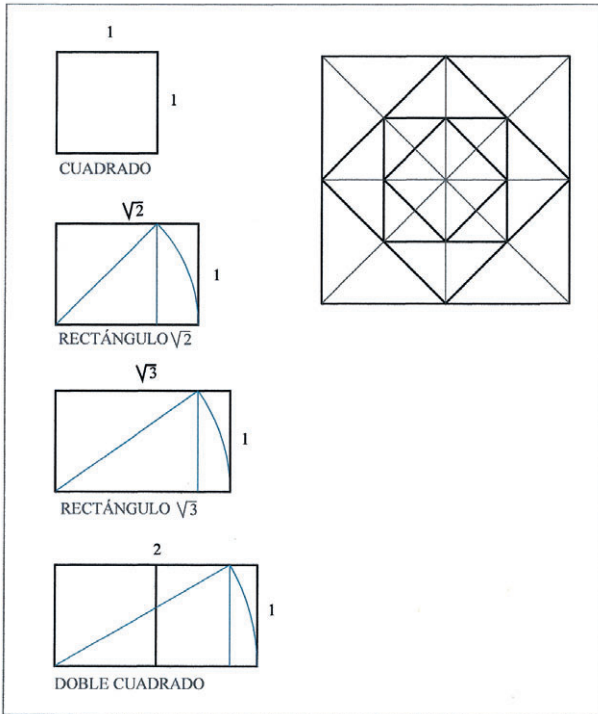 1
1
CUADRADO
√2
1
RECTÁNGULO √2
√3
1
RECTÁNGULO √3
2
1
DOBLE CUADRADO